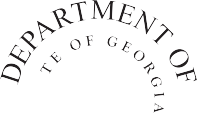 DEPARTMENT OF
TE OF GEORGIA